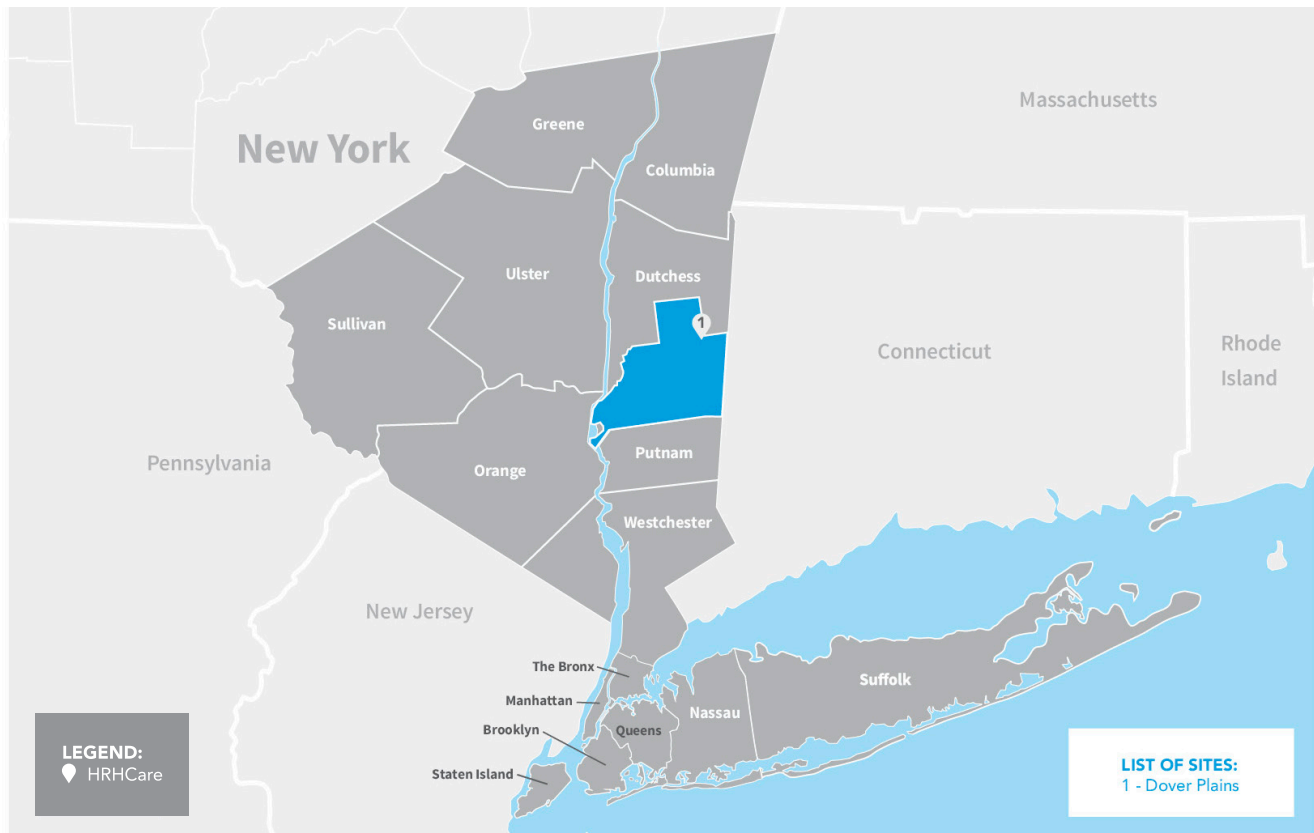 Massachusetts
Greene
New York
Columbia
Ulster
Dutchess
Sullivan
1
Rhode
Island
Connecticut
Pennsylvania
Putnam
Orange
Westchester
New Jersey
The Bronx
Suffolk
Manhattan
Nassau
Brooklyn
Queens
Staten Island
LEGEND:
HRHCare
LIST OF SITES:
1 - Dover Plains